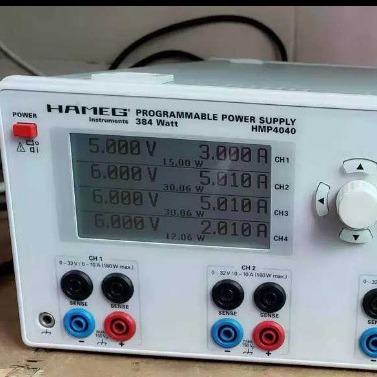 HAMEG
Instruments
PROGRAMMABLE POWER SUPPLY
384 Watt
HMP4040
POWER
5.000 V 3.000 A CH1
15.00 W
6.000 V 5.010 A CH2
30.06 W
6.000 V 5.010 A CH3
30.06 W
6.000 V 2.010 A CH4
12.06 W
CH 1
0 – 32 V / 0 – 10 A (160 W max.)
SENSE SENSE
– +
CH 2
0 – 32 V / 0 – 10 A (160 W max.)
SENSE SENSE
– +